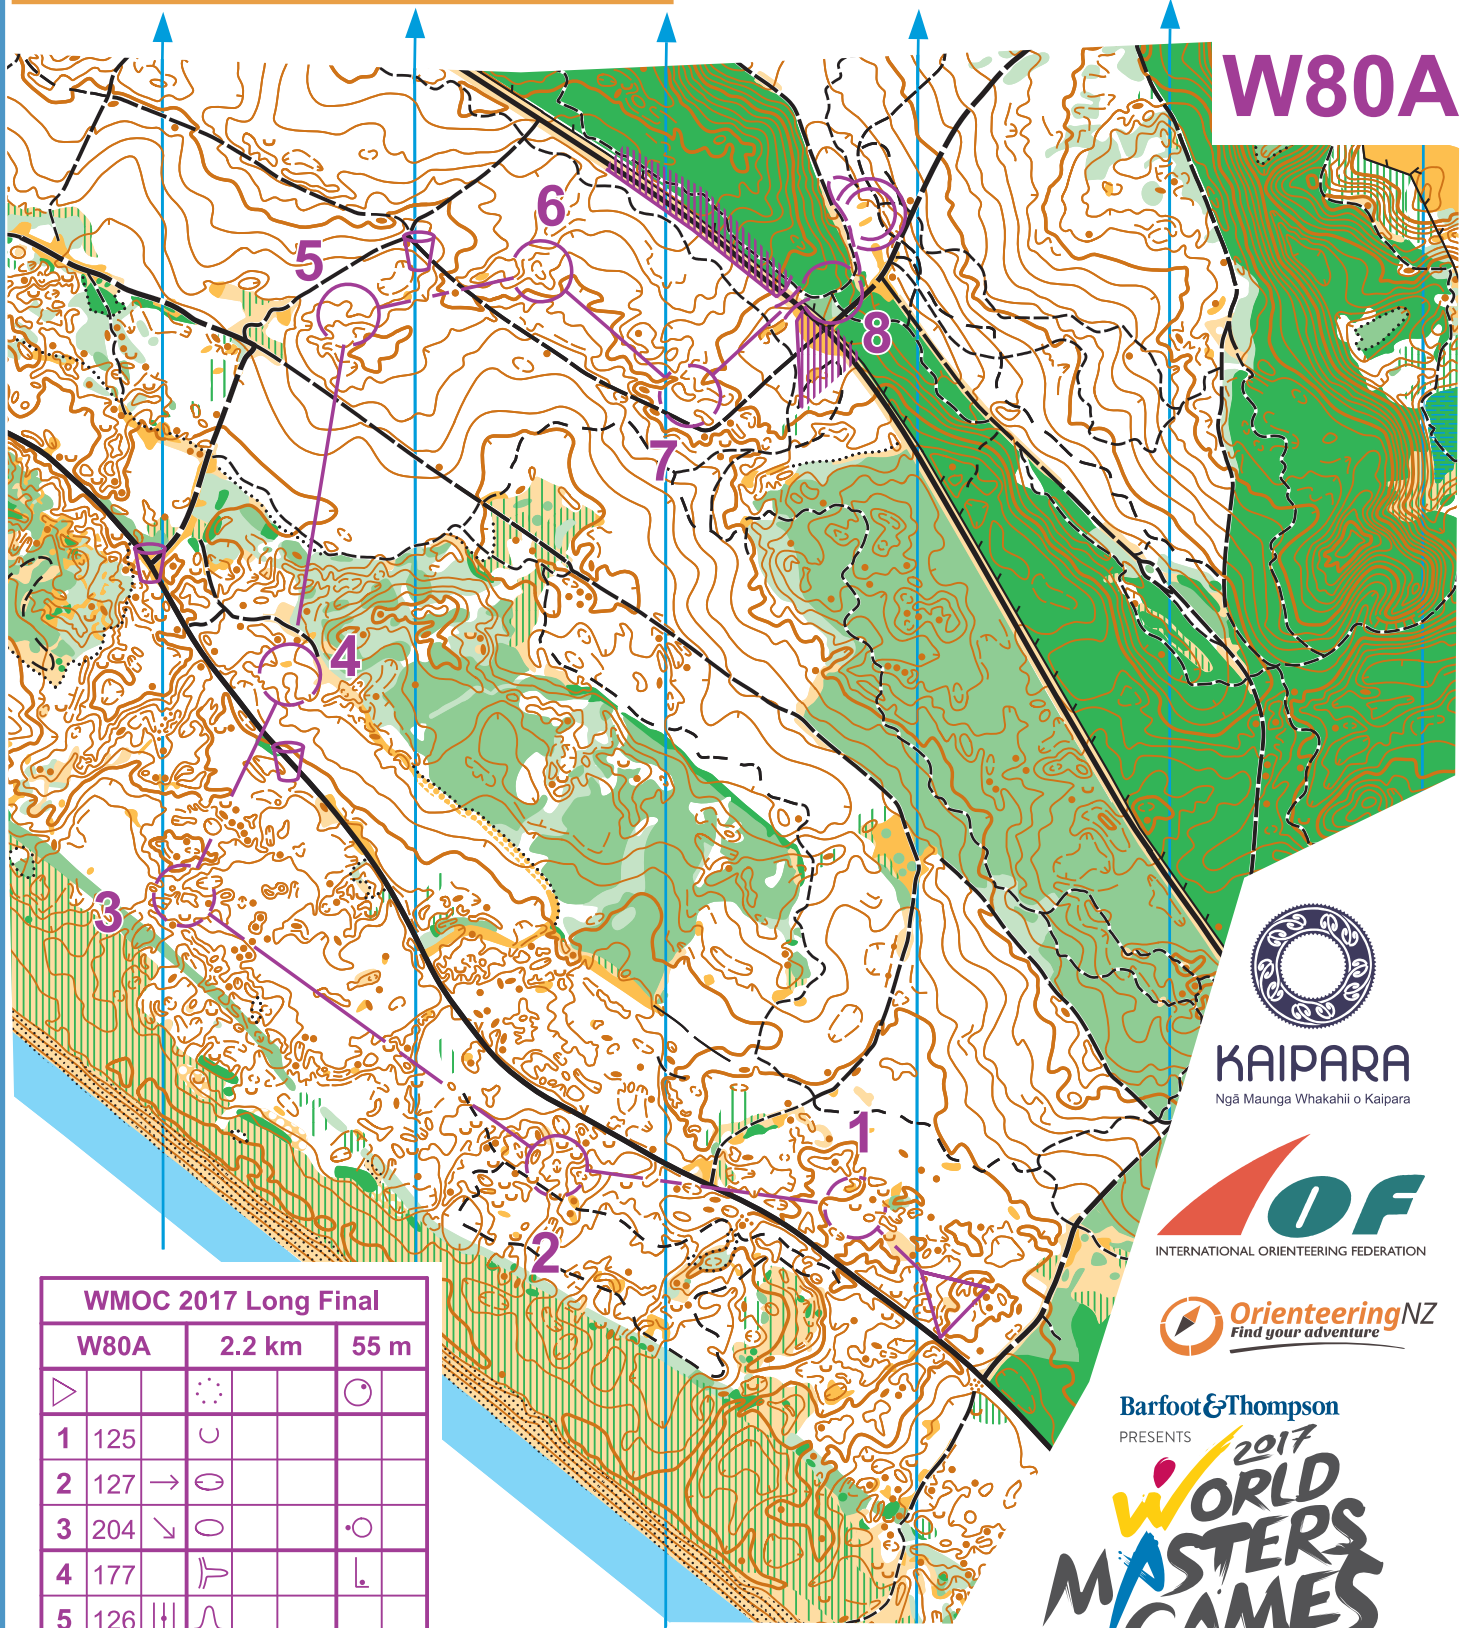 W80A
6
5
8
7
4
3
1
2
KAIPARA
Ngā Maunga Whakahii o Kaipara
IOF
INTERNATIONAL ORIENTEERING FEDERATION
OrienteeringNZ
Find your adventure
Barfoot&Thompson
PRESENTS
2017
WORLD
MASTERS
GAMES
WMOC 2017 Long Final
W80A 2.2 km 55 m
1 125
2 127
3 204
4 177
5 126